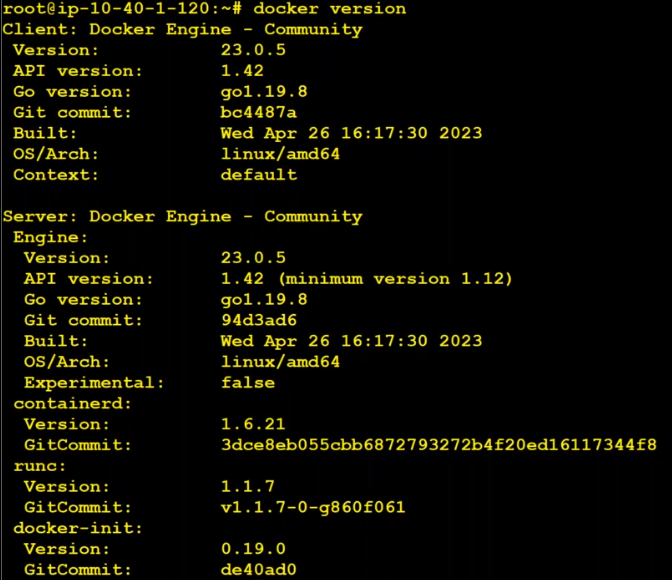 root@ip-10-40-1-120:~# docker version
Client: Docker Engine - Community
 Version:           23.0.5
 API version:       1.42
 Go version:        go1.19.8
 Git commit:        bc4487a
 Built:             Wed Apr 26 16:17:30 2023
 OS/Arch:           linux/amd64
 Context:           default

Server: Docker Engine - Community
 Engine:
  Version:          23.0.5
  API version:      1.42 (minimum version 1.12)
  Go version:       go1.19.8
  Git commit:       94d3ad6
  Built:            Wed Apr 26 16:17:30 2023
  OS/Arch:          linux/amd64
  Experimental:     false
 containerd:
  Version:          1.6.21
  GitCommit:        3dce8eb055cbb6872793272b4f20ed16117344f8
 runc:
  Version:          1.1.7
  GitCommit:        v1.1.7-0-g860f061
 docker-init:
  Version:          0.19.0
  GitCommit:        de40ad0